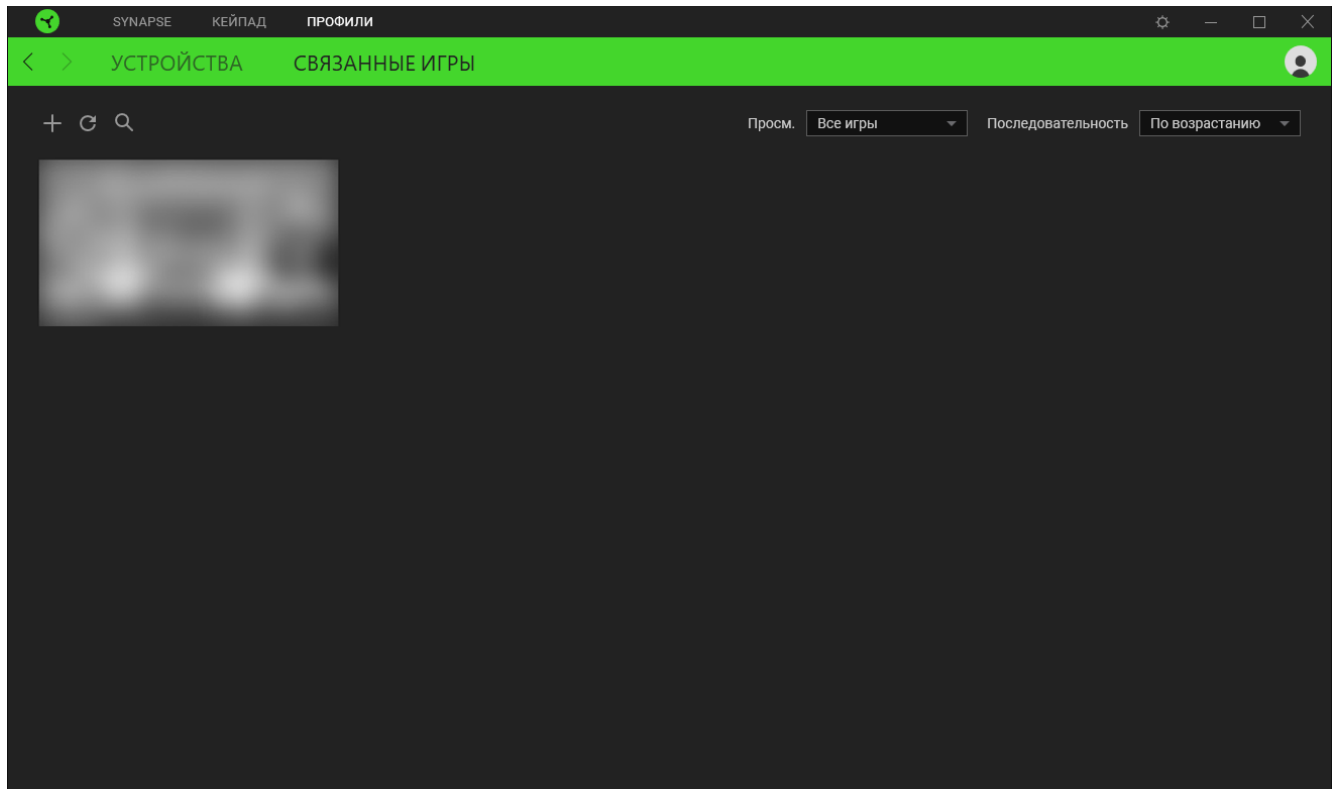 SYNAPSE КЕЙПАД ПРОФИЛИ
УСТРОЙСТВА СВЯЗАННЫЕ ИГРЫ
Просм. Все игры Последовательность По возрастанию